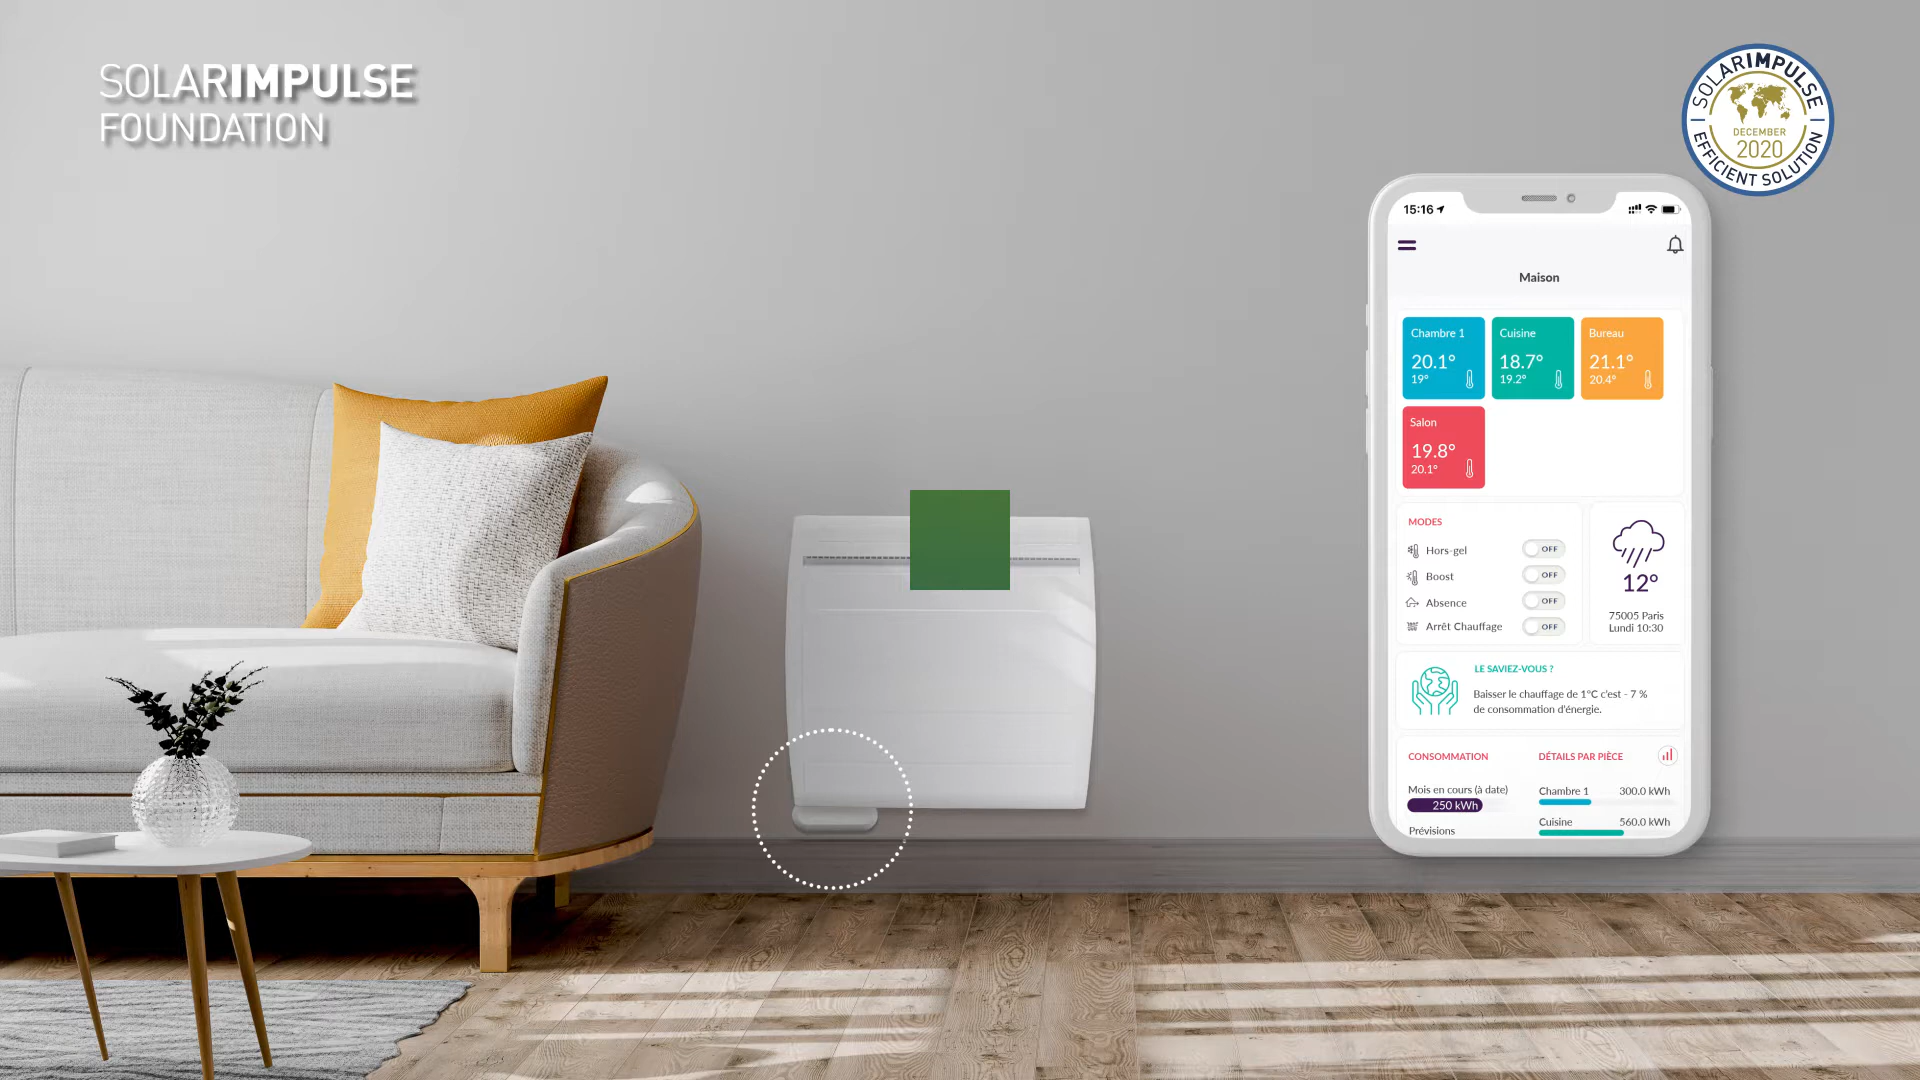 SOLARIMPULSE
FOUNDATION
SOLARIMPULSE
DECEMBER
2020
EFFICIENT SOLUTION
15:16
Maison
Chambre 1
20.1°
19°
Cuisine
18.7°
19.2°
Bureau
21.1°
20.4°
Salon
19.8°
20.1°
MODES
Hors-gel OFF
Boost OFF
Absence OFF
Arrêt Chauffage OFF
12°
75005 Paris
Lundi 10:30
LE SAVIEZ-VOUS ?
Baisser le chauffage de 1°C c'est - 7 %
de consommation d'énergie.
CONSOMMATION
Mois en cours (à date)
250 kWh
Prévisions
DÉTAILS PAR PIÈCE
Chambre 1 300.0 kWh
Cuisine 560.0 kWh